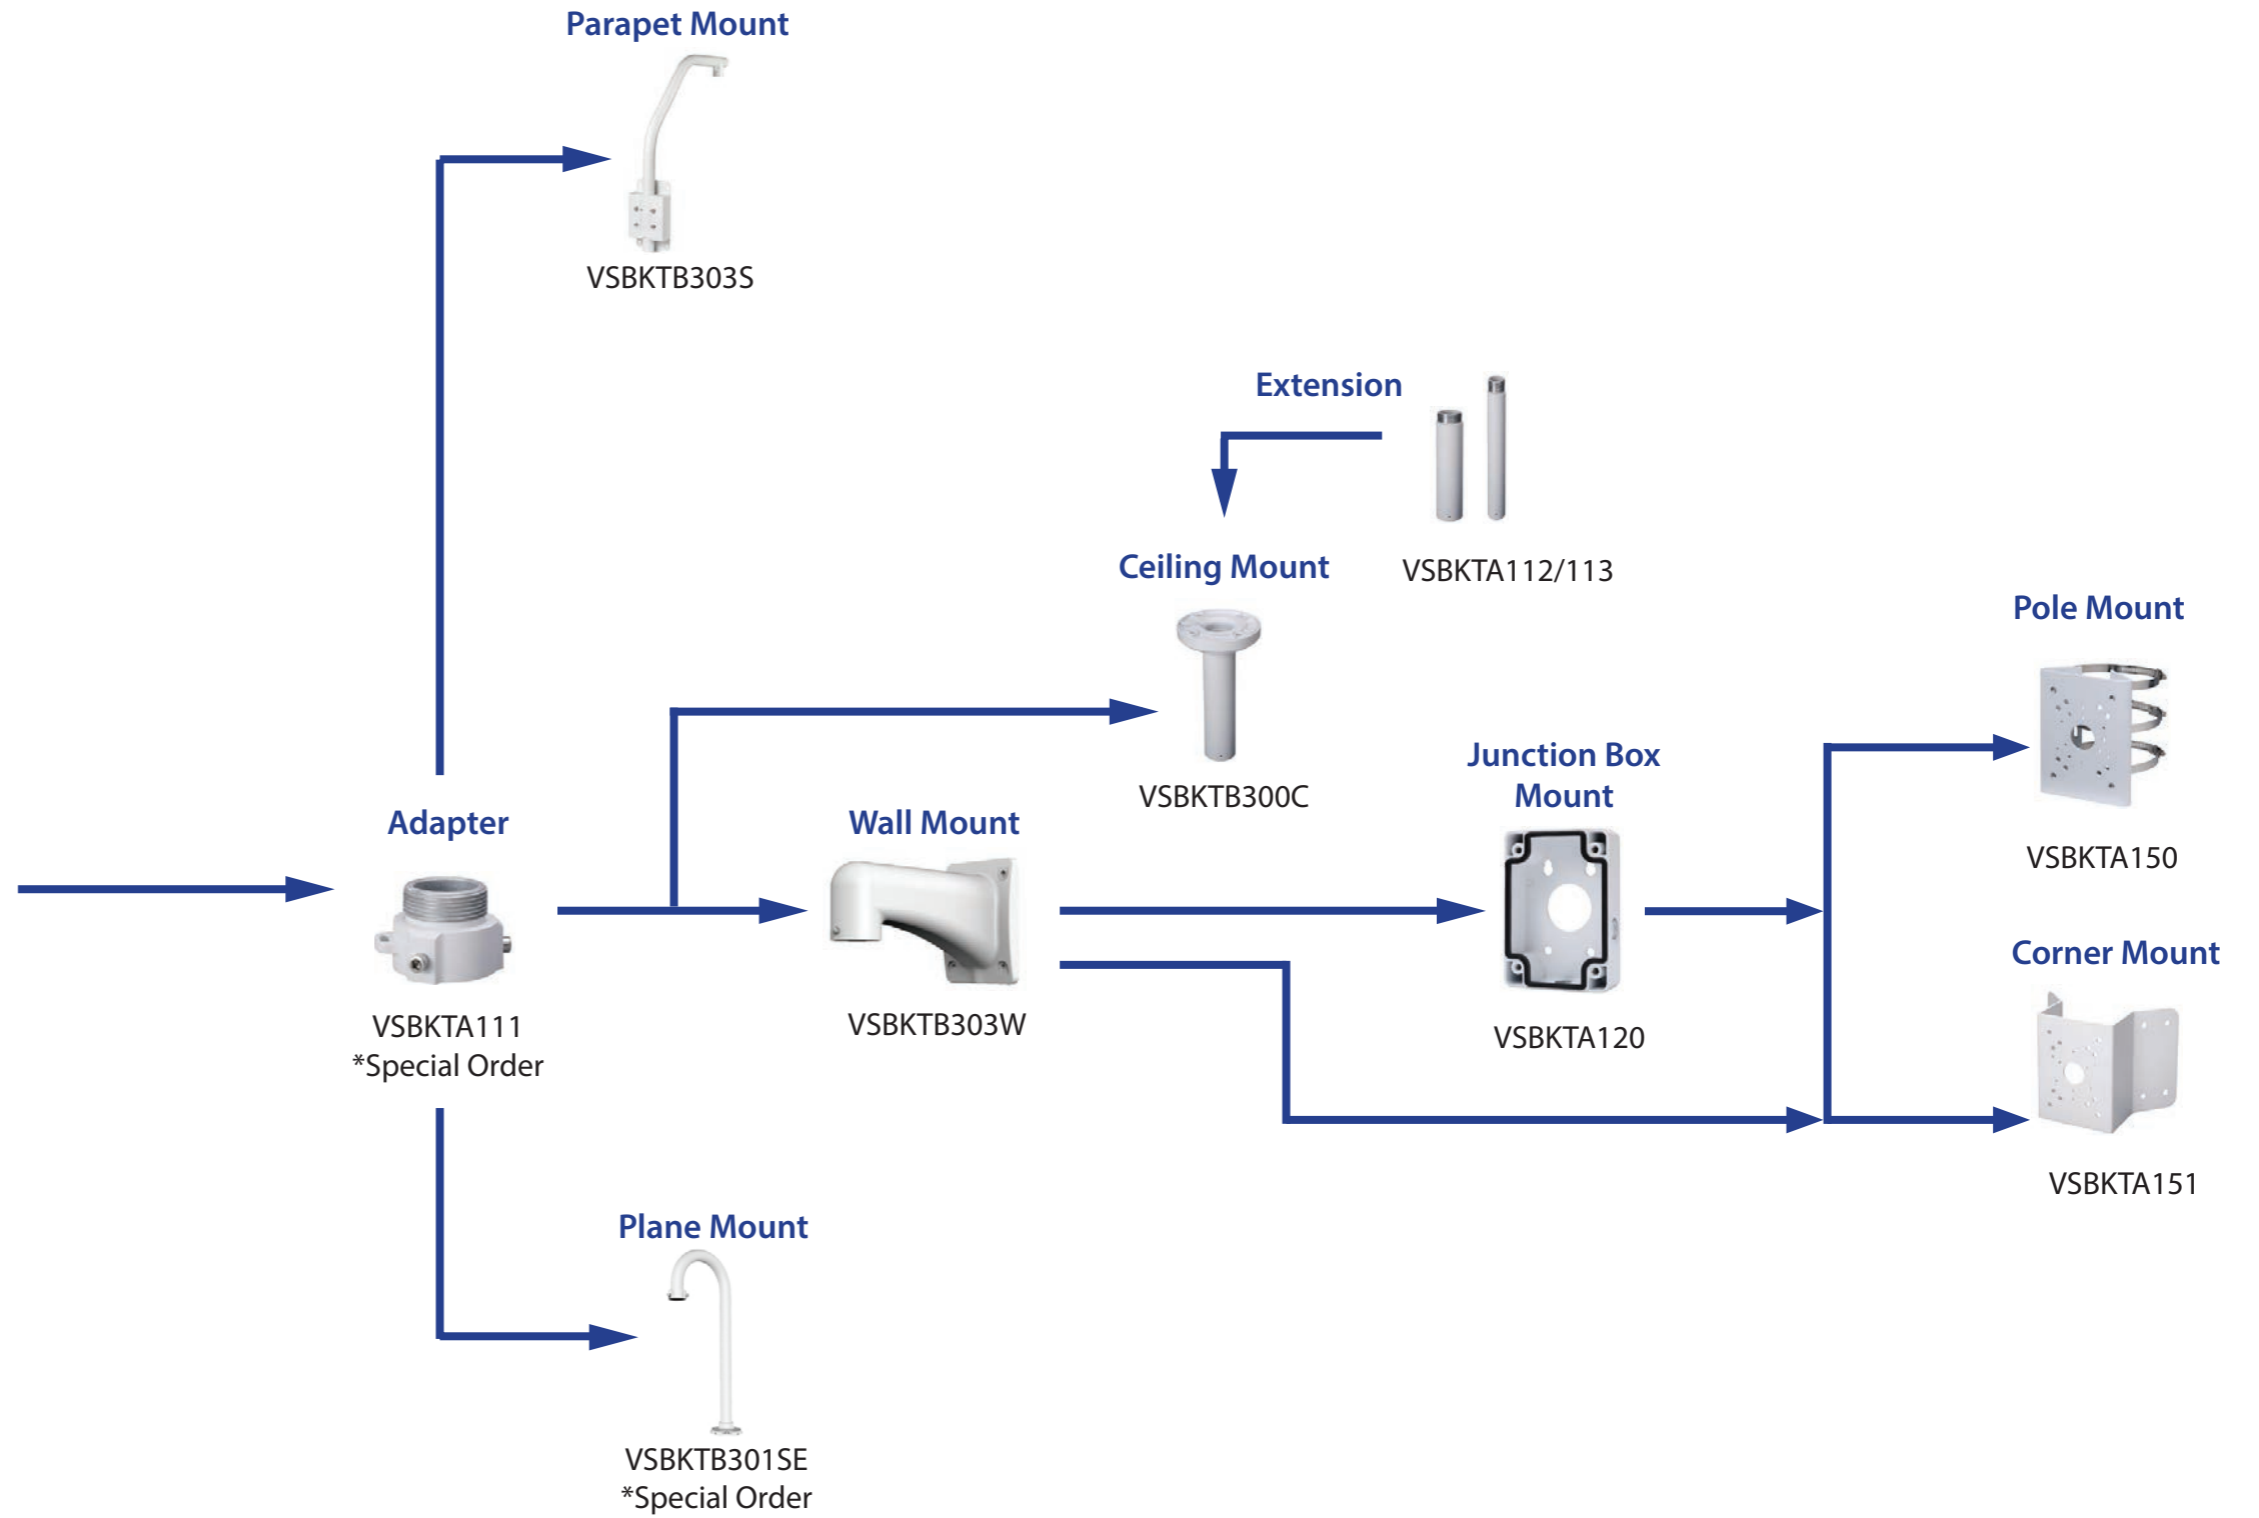 Parapet Mount
VSBKTB303S
Extension
VSBKTA112/113
Ceiling Mount
VSBKTB300C
Pole Mount
VSBKTA150
Junction Box
Mount
VSBKTA120
Adapter
VSBKTA111
*Special Order
Wall Mount
VSBKTB303W
Corner Mount
VSBKTA151
Plane Mount
VSBKTB301SE
*Special Order